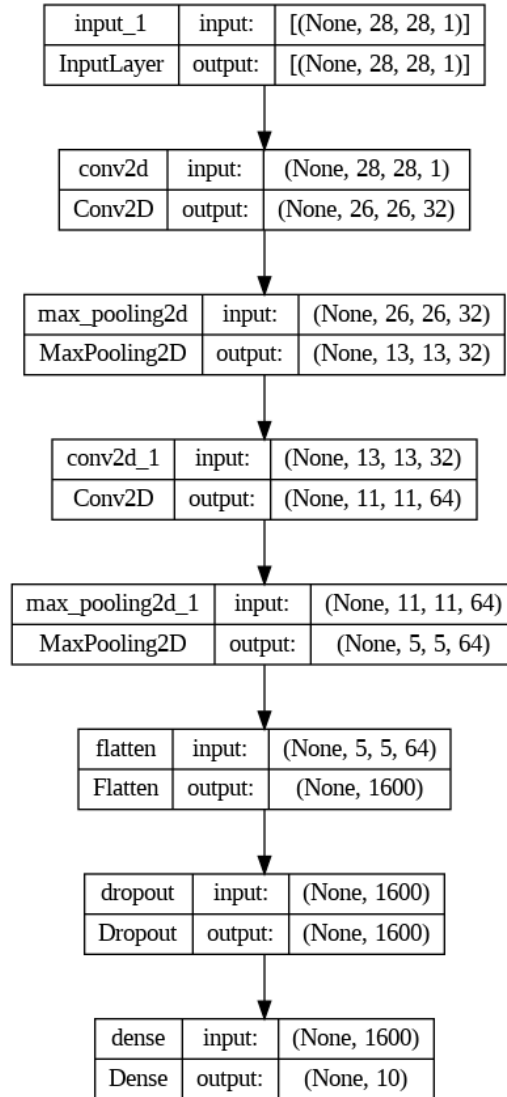 input_1 input: [(None, 28, 28, 1)]
InputLayer output: [(None, 28, 28, 1)]
conv2d input: (None, 28, 28, 1)
Conv2D output: (None, 26, 26, 32)
max_pooling2d input: (None, 26, 26, 32)
MaxPooling2D output: (None, 13, 13, 32)
conv2d_1 input: (None, 13, 13, 32)
Conv2D output: (None, 11, 11, 64)
max_pooling2d_1 input: (None, 11, 11, 64)
MaxPooling2D output: (None, 5, 5, 64)
flatten input: (None, 5, 5, 64)
Flatten output: (None, 1600)
dropout input: (None, 1600)
Dropout output: (None, 1600)
dense input: (None, 1600)
Dense output: (None, 10)